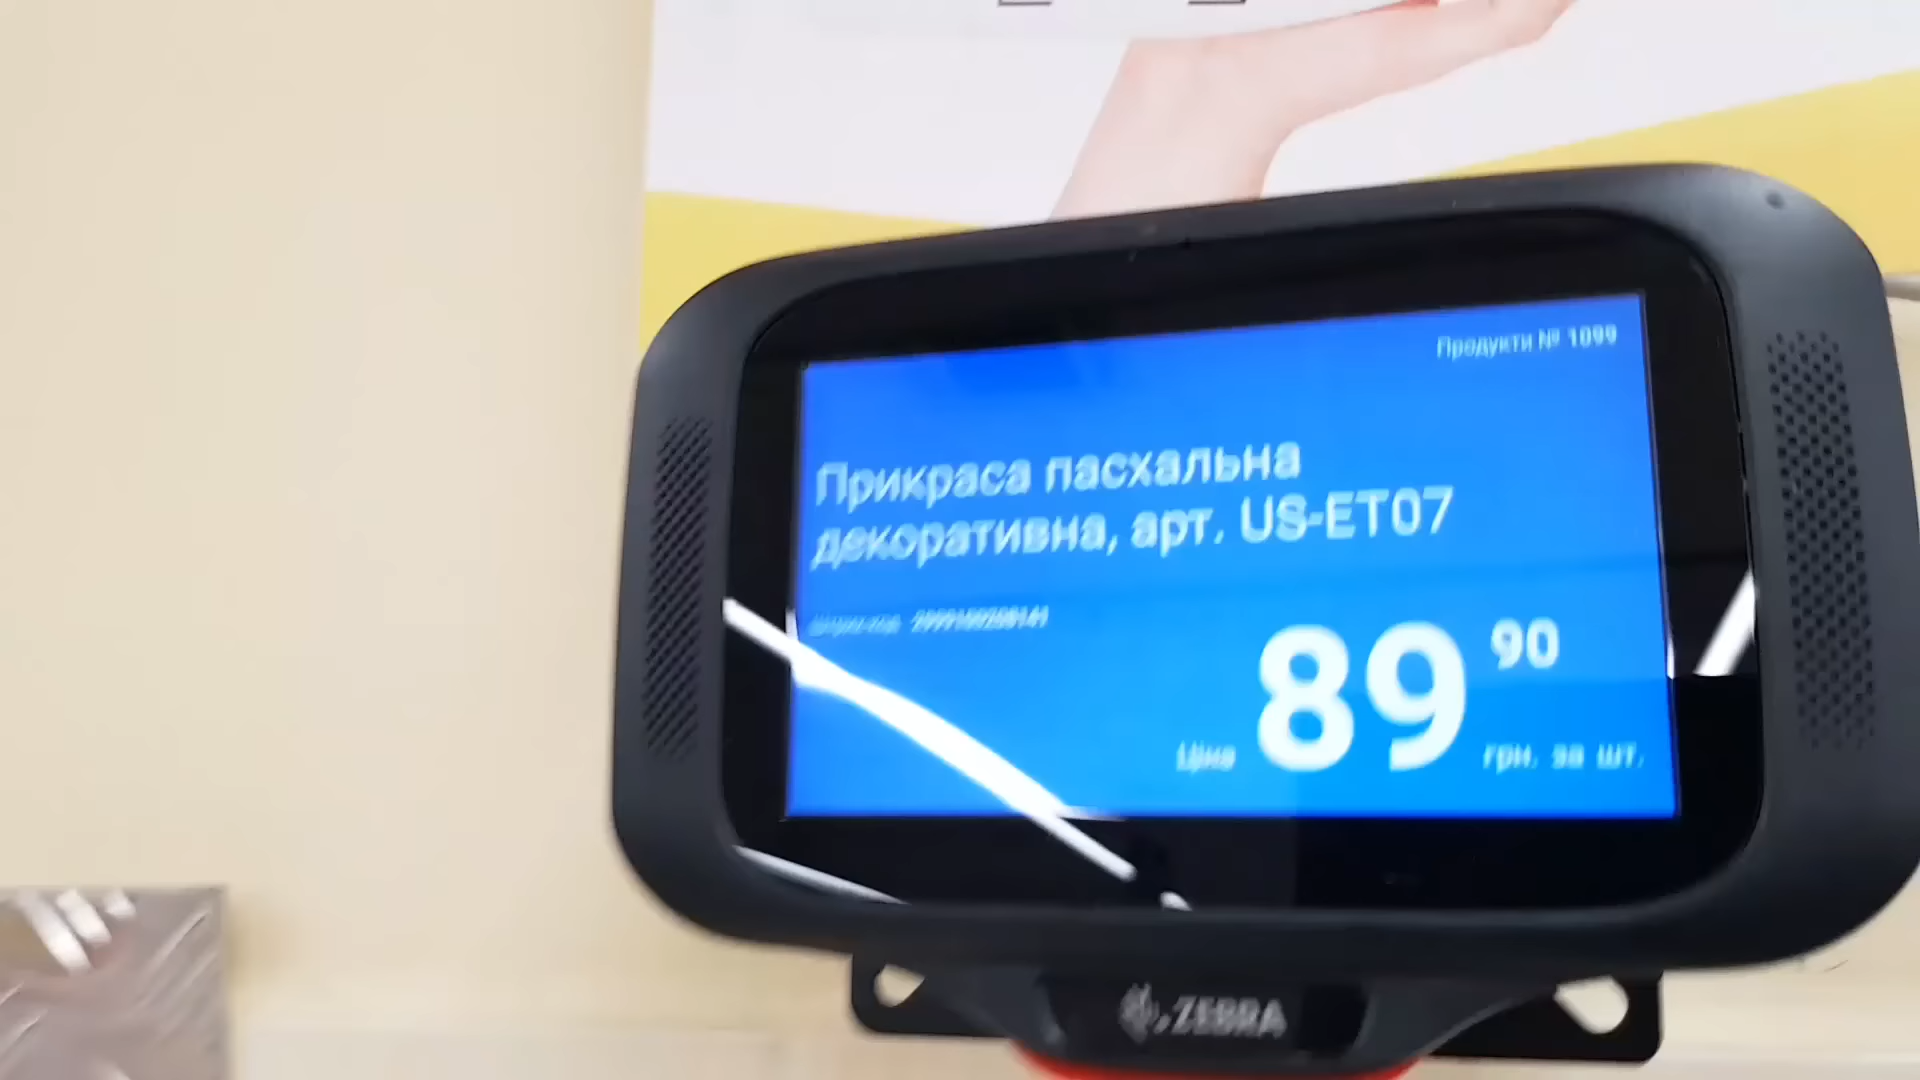 Продукти № 1099
Прикраса пасхальна
декоративна, арт. US-ET07
89 90
Ціна грн. за шт.
ZEBRA